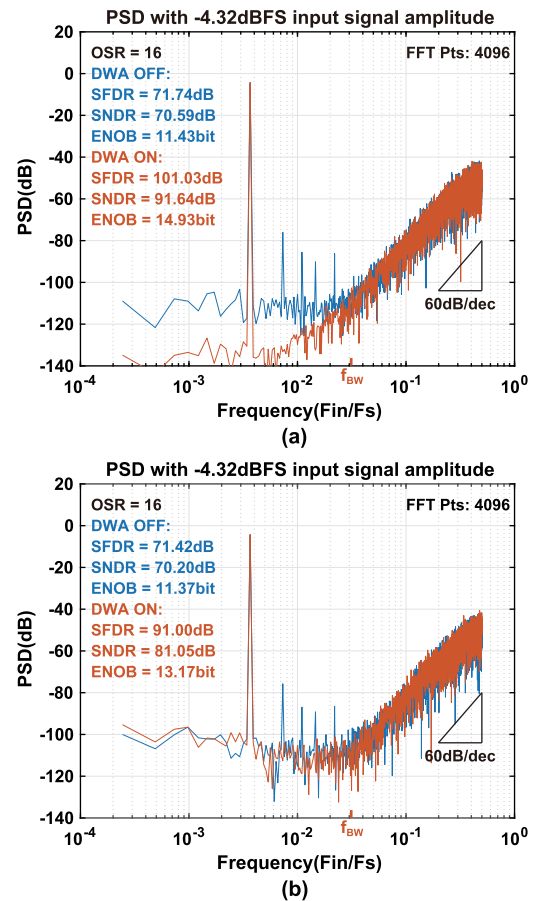 PSD with -4.32dBFS input signal amplitude
20
0
-20
-40
-60
-80
-100
-120
-140
PSD(dB)
OSR = 16
FFT Pts: 4096
DWA OFF:
SFDR = 71.74dB
SNDR = 70.59dB
ENOB = 11.43bit
DWA ON:
SFDR = 101.03dB
SNDR = 91.64dB
ENOB = 14.93bit
60dB/dec
fBW
10-4
10-3
10-2
10-1
100
Frequency(Fin/Fs)
(a)
PSD with -4.32dBFS input signal amplitude
20
0
-20
-40
-60
-80
-100
-120
-140
PSD(dB)
OSR = 16
FFT Pts: 4096
DWA OFF:
SFDR = 71.42dB
SNDR = 70.20dB
ENOB = 11.37bit
DWA ON:
SFDR = 91.00dB
SNDR = 81.05dB
ENOB = 13.17bit
60dB/dec
fBW
10-4
10-3
10-2
10-1
100
Frequency(Fin/Fs)
(b)